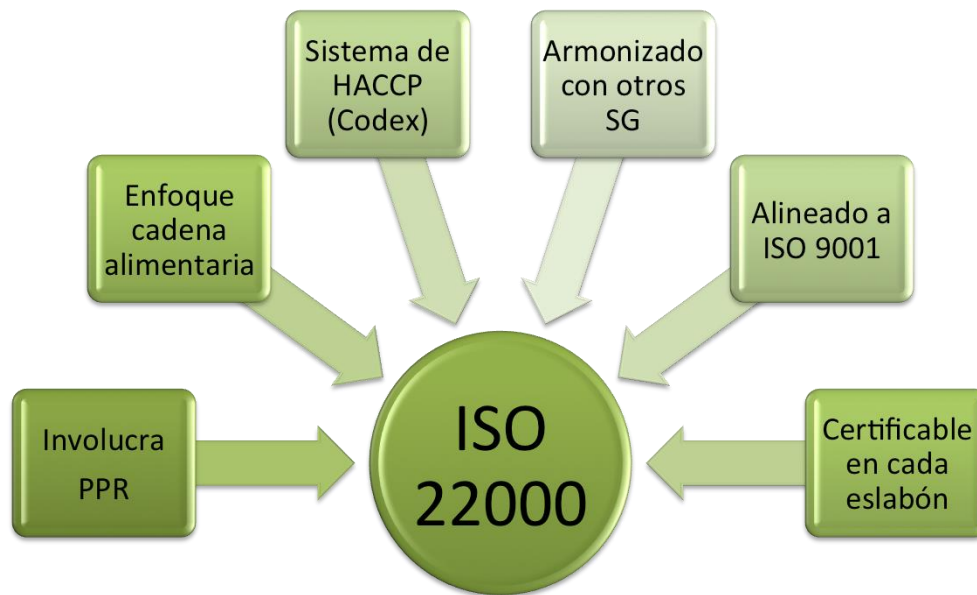 Involucra
PPR
Enfoque
cadena
alimentaria
Sistema de
HACCP
(Codex)
Armonizado
con otros
SG
Alineado a
ISO 9001
Certificable
en cada
eslabón
ISO
22000